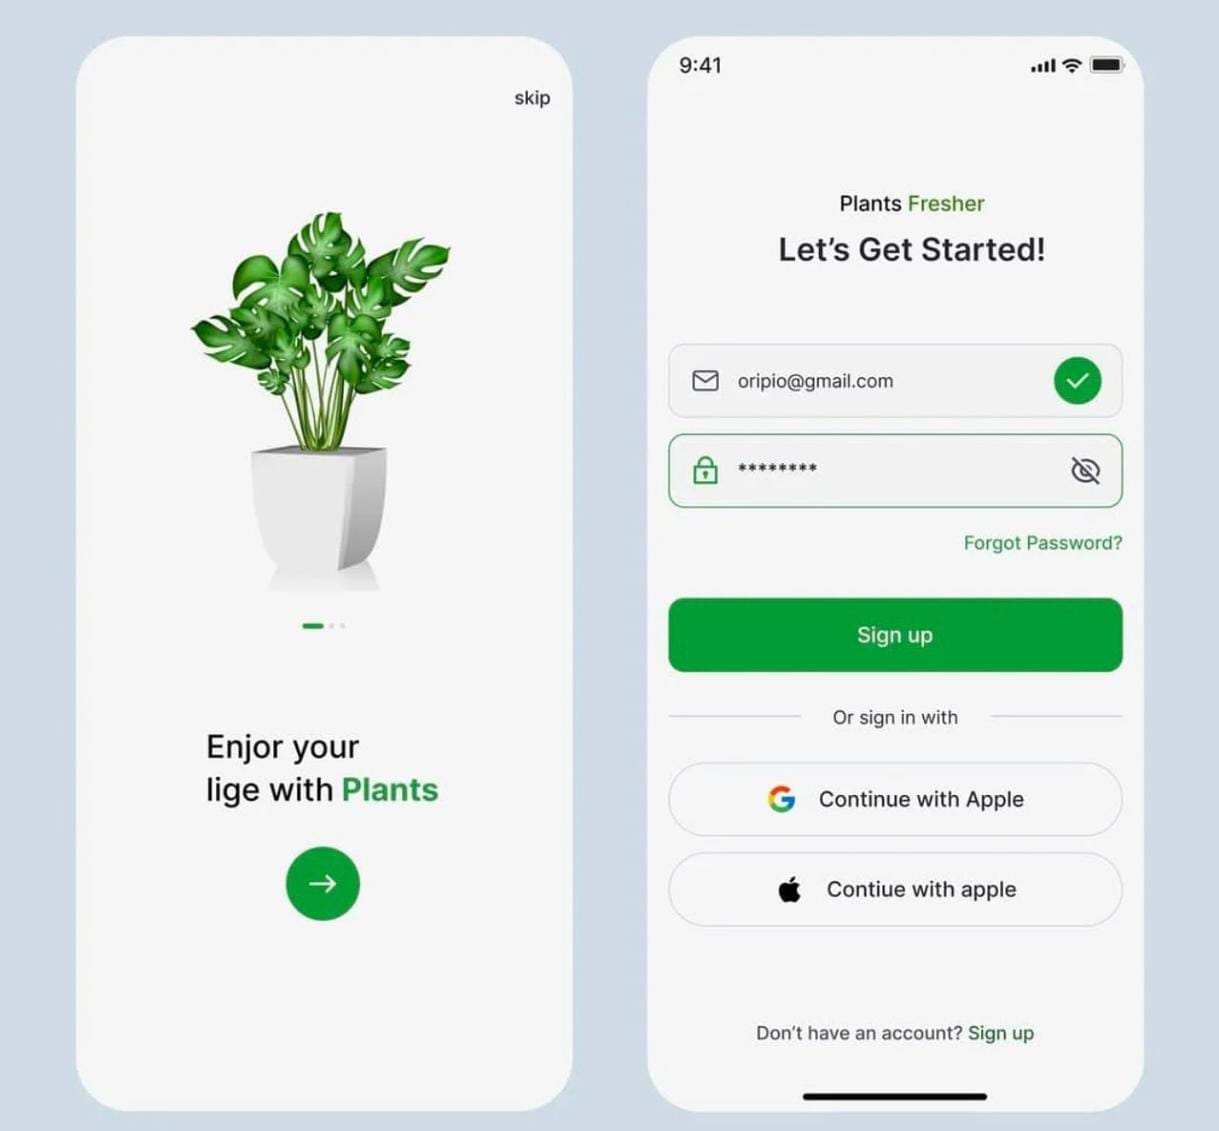 skip
Enjor your
lige with Plants
9:41
Plants Fresher
Let’s Get Started!
oripio@gmail.com
********
Forgot Password?
Sign up
Or sign in with
Continue with Apple
Contiue with apple
Don’t have an account? Sign up